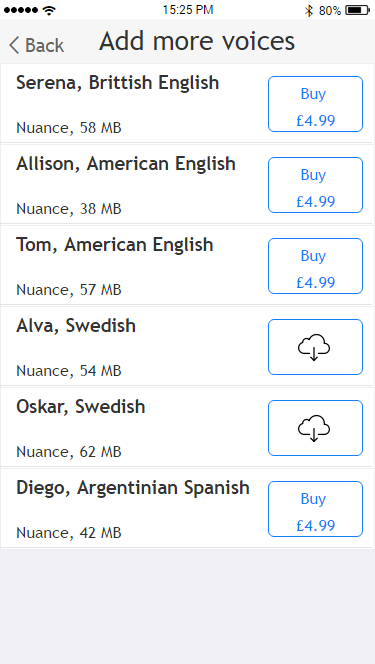 15:25 PM
80%
Back
Add more voices
Serena, Brittish English
Buy
£4.99
Nuance, 58 MB
Allison, American English
Buy
£4.99
Nuance, 38 MB
Tom, American English
Buy
£4.99
Nuance, 57 MB
Alva, Swedish
Nuance, 54 MB
Oskar, Swedish
Nuance, 62 MB
Diego, Argentinian Spanish
Buy
£4.99
Nuance, 42 MB